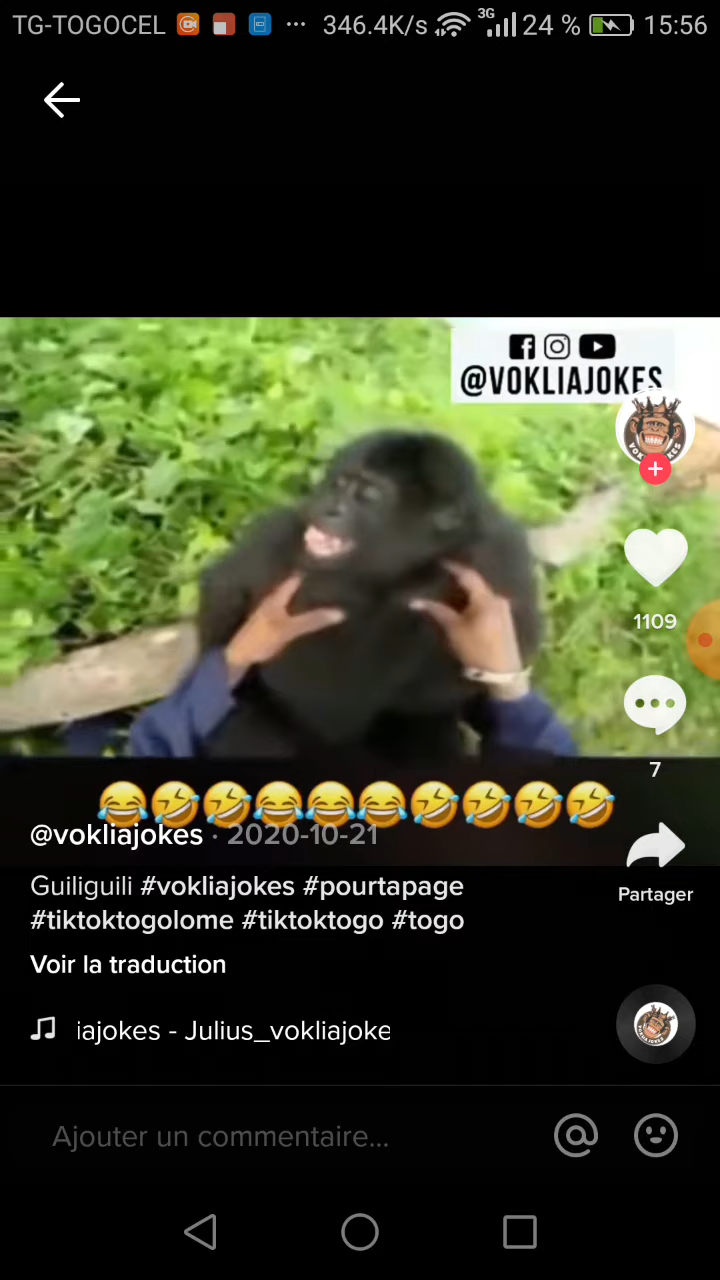 TG-TOGOCEL ... 346.4K/s 3G 24 % 15:56
@VOKLIAJOKES
1109
7
@vokliajokes · 2020-10-21
Partager
Guiliguili #vokliajokes #pourtapage
#tiktoktogolome #tiktoktogo #togo
Voir la traduction
iajokes - Julius_vokliajoke
Ajouter un commentaire...